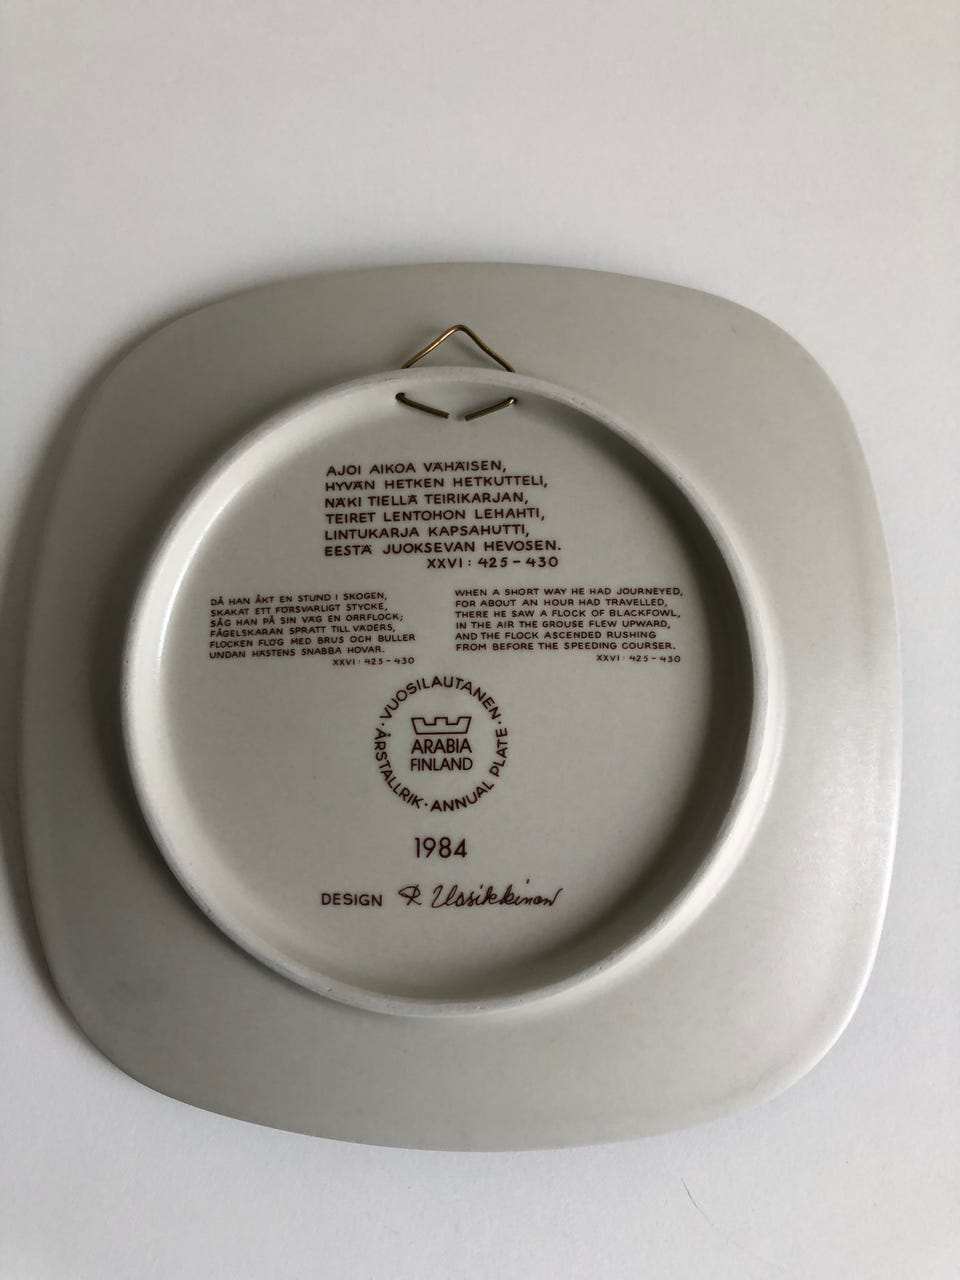 AJOI AIKOA VÄHÄISEN,
HYVÄN HETKEN HETKUTTELI,
NÄKI TIELLÄ TEIRIKARJAN,
TEIRET LENTOHON LEHAHTI,
LINTUKARJA KAPSAHUTTI,
EESTÄ JUOKSEVAN HEVOSEN.
XXVI : 425 – 430
DÅ HAN ÅKT EN STUND I SKOGEN,
SKAKAT ETT FÖRSVARLIGT STYCKE,
SÅG HAN PÅ SIN VÄG EN ORRFLOCK;
FÅGELSKARAN SPRATT TILL VÄDERS,
FLOCKEN FLÖG MED BRUS OCH BULLER
UNDAN HÄSTENS SNABBA HOVAR.
XXVI : 425 – 430
WHEN A SHORT WAY HE HAD JOURNEYED,
FOR ABOUT AN HOUR HAD TRAVELLED,
THERE HE SAW A FLOCK OF BLACKFOWL,
IN THE AIR THE GROUSE FLEW UPWARD,
AND THE FLOCK ASCENDED RUSHING
FROM BEFORE THE SPEEDING COURSER.
XXVI : 425 – 430
· VUOSILAUTANEN ·
ARABIA
FINLAND
ÅRSTALLRIK · ANNUAL PLATE
1984
DESIGN R Uosikkinen